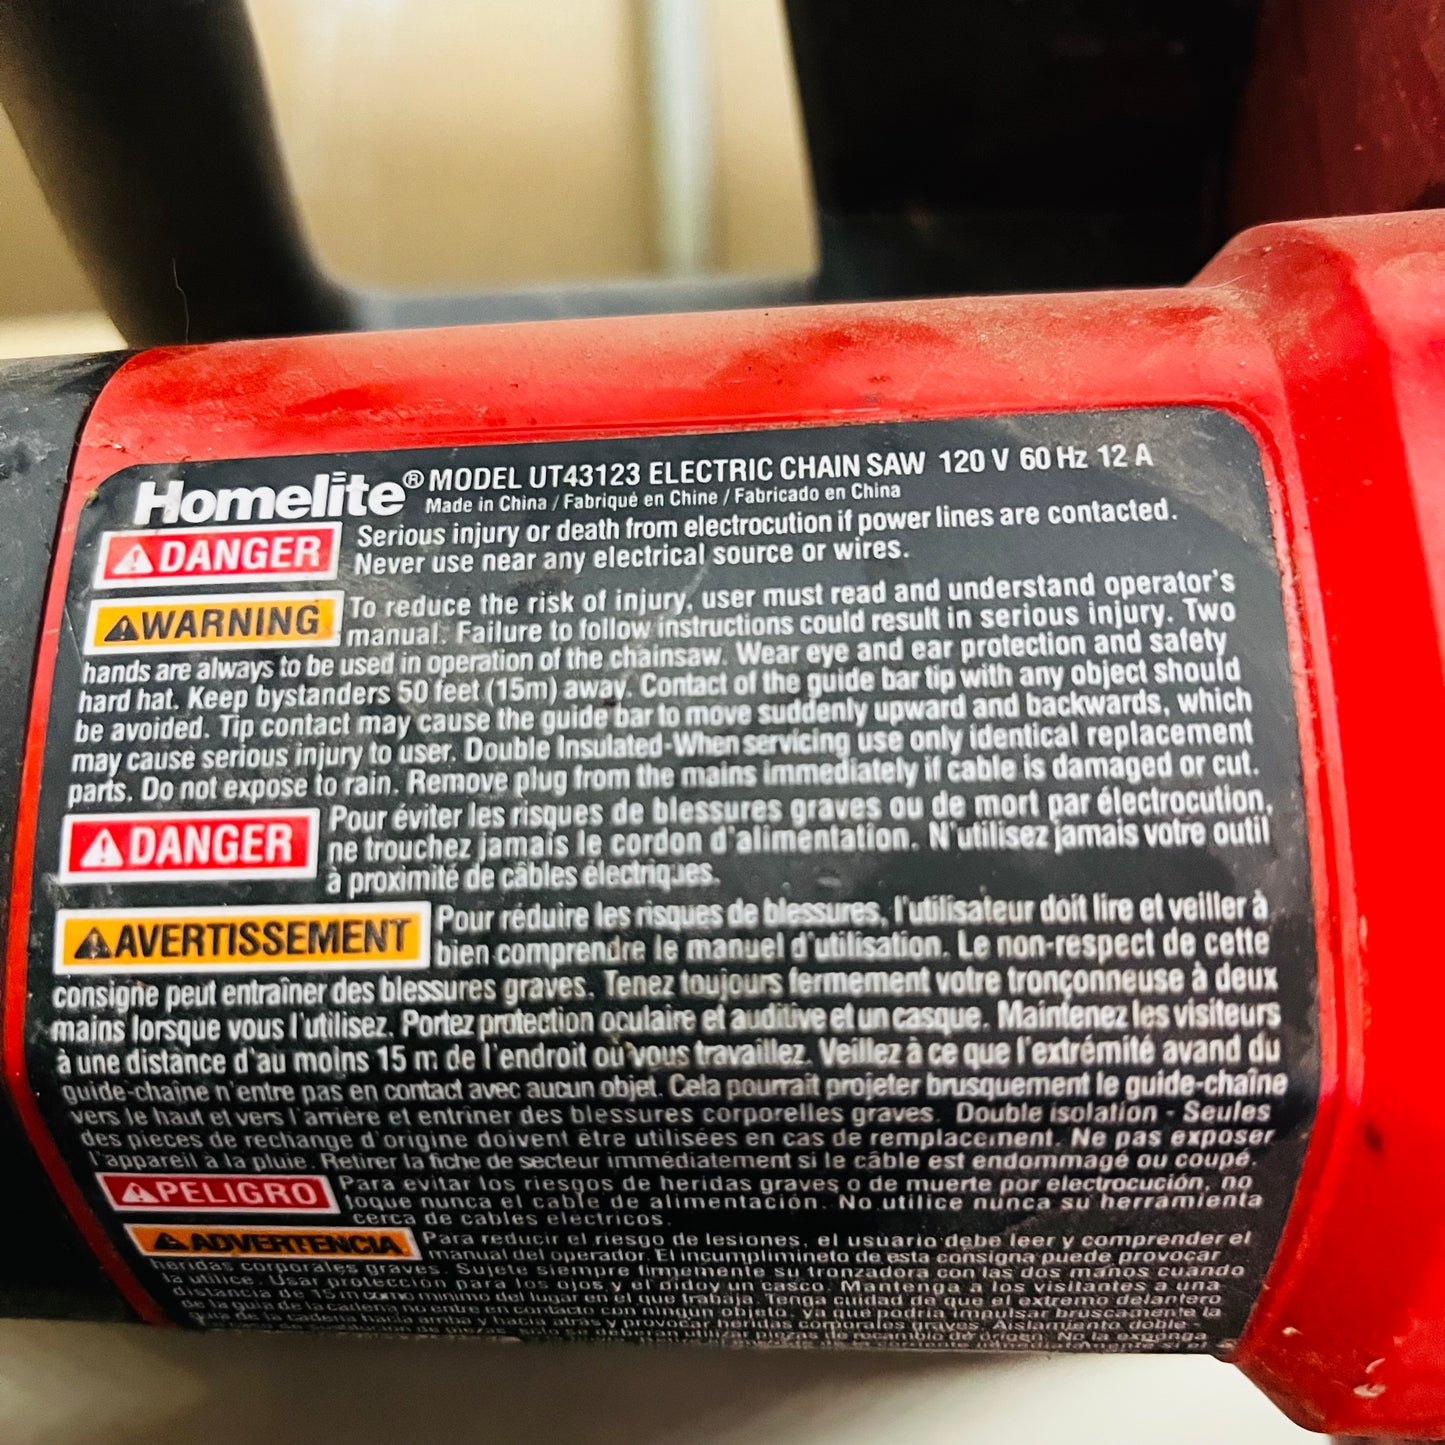 Homelite® MODEL UT43123 ELECTRIC CHAIN SAW 120 V 60 Hz 12 A
Made in China / Fabriqué en Chine / Fabricado en China
DANGER
Serious injury or death from electrocution if power lines are contacted.
Never use near any electrical source or wires.
WARNING
To reduce the risk of injury, user must read and understand operator's
manual. Failure to follow instructions could result in serious injury. Two
hands are always to be used in operation of the chainsaw. Wear eye and ear protection and safety
hard hat. Keep bystanders 50 feet (15m) away. Contact of the guide bar tip with any object should
be avoided. Tip contact may cause the guide bar to move suddenly upward and backwards, which
may cause serious injury to user. Double Insulated-When servicing use only identical replacement
parts. Do not expose to rain. Remove plug from the mains immediately if cable is damaged or cut.
DANGER
Pour éviter les risques de blessures graves ou de mort par électrocution,
ne trouchez jamais le cordon d'alimentation. N'utilisez jamais votre outil
à proximité de câbles électriques.
AVERTISSEMENT
Pour réduire les risques de blessures, l'utilisateur doit lire et veiller à
bien comprendre le manuel d'utilisation. Le non-respect de cette
consigne peut entraîner des blessures graves. Tenez toujours fermement votre tronçonneuse à deux
mains lorsque vous l'utilisez. Portez protection oculaire et auditive et un casque. Maintenez les visiteurs
à une distance d'au moins 15 m de l'endroit où vous travaillez. Veillez à ce que l'extrémité avand du
guide-chaîne n'entre pas en contact avec aucun objet. Cela pourrait projeter brusquement le guide-chaîne
vers le haut et vers l'arrière et entrîner des blessures corporelles graves. Double isolation - Seules
des pieces de rechange d'origine doivent être utilisées en cas de remplacement. Ne pas exposer
l'appareil à la pluie. Retirer la fiche de secteur immédiatement si le câble est endommagé ou coupé.
PELIGRO
Para evitar los riesgos de heridas graves o de muerte por electrocución, no
toque nunca el cable de alimentación. No utilice nunca su herramienta
cerca de cables eléctricos.
ADVERTENCIA
Para reducir el riesgo de lesiones, el usuario debe leer y comprender el
manual del operador. El incumplimineto de esta consigna puede provocar
heridas corporales graves. Sujete siempre firmemente su tronzadora con las dos manos cuando
la utilice. Usar protección para los ojos y el oído y un casco. Mantenga a los visitantes a una
distancia de 15 m como mínimo del lugar en el que trabaja. Tenga cuidad de que el extremo delantero
de la guia de la cadena no entre en contacto con ningún objeto, ya que podría impulsar bruscamente la
de la cadena hacia arriba y hacia atrás y provocar heridas corporales graves. Aislamiento doble-
utilizar piezas de recambio de origen. No la exponga